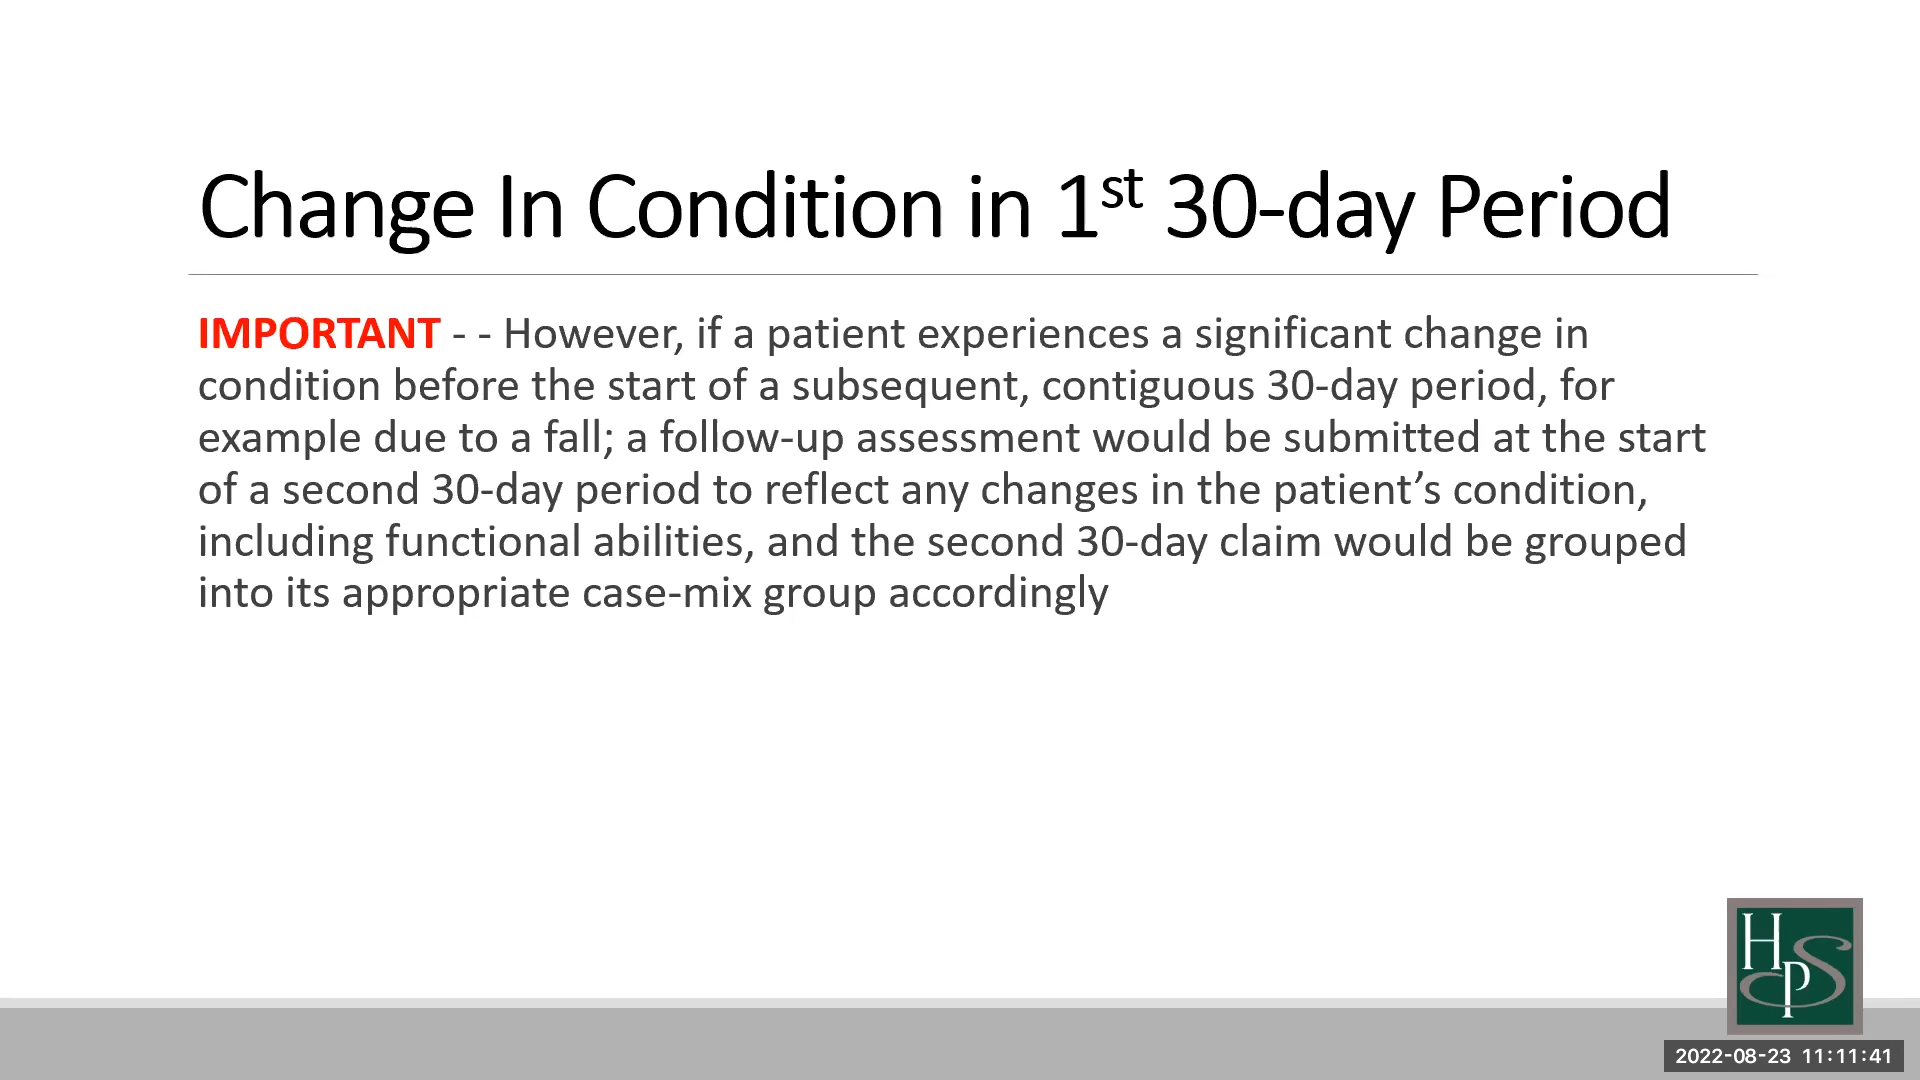 Change In Condition in 1st 30-day Period
IMPORTANT - - However, if a patient experiences a significant change in
condition before the start of a subsequent, contiguous 30-day period, for
example due to a fall; a follow-up assessment would be submitted at the start
of a second 30-day period to reflect any changes in the patient’s condition,
including functional abilities, and the second 30-day claim would be grouped
into its appropriate case-mix group accordingly
HPS
2022-08-23 11:11:41